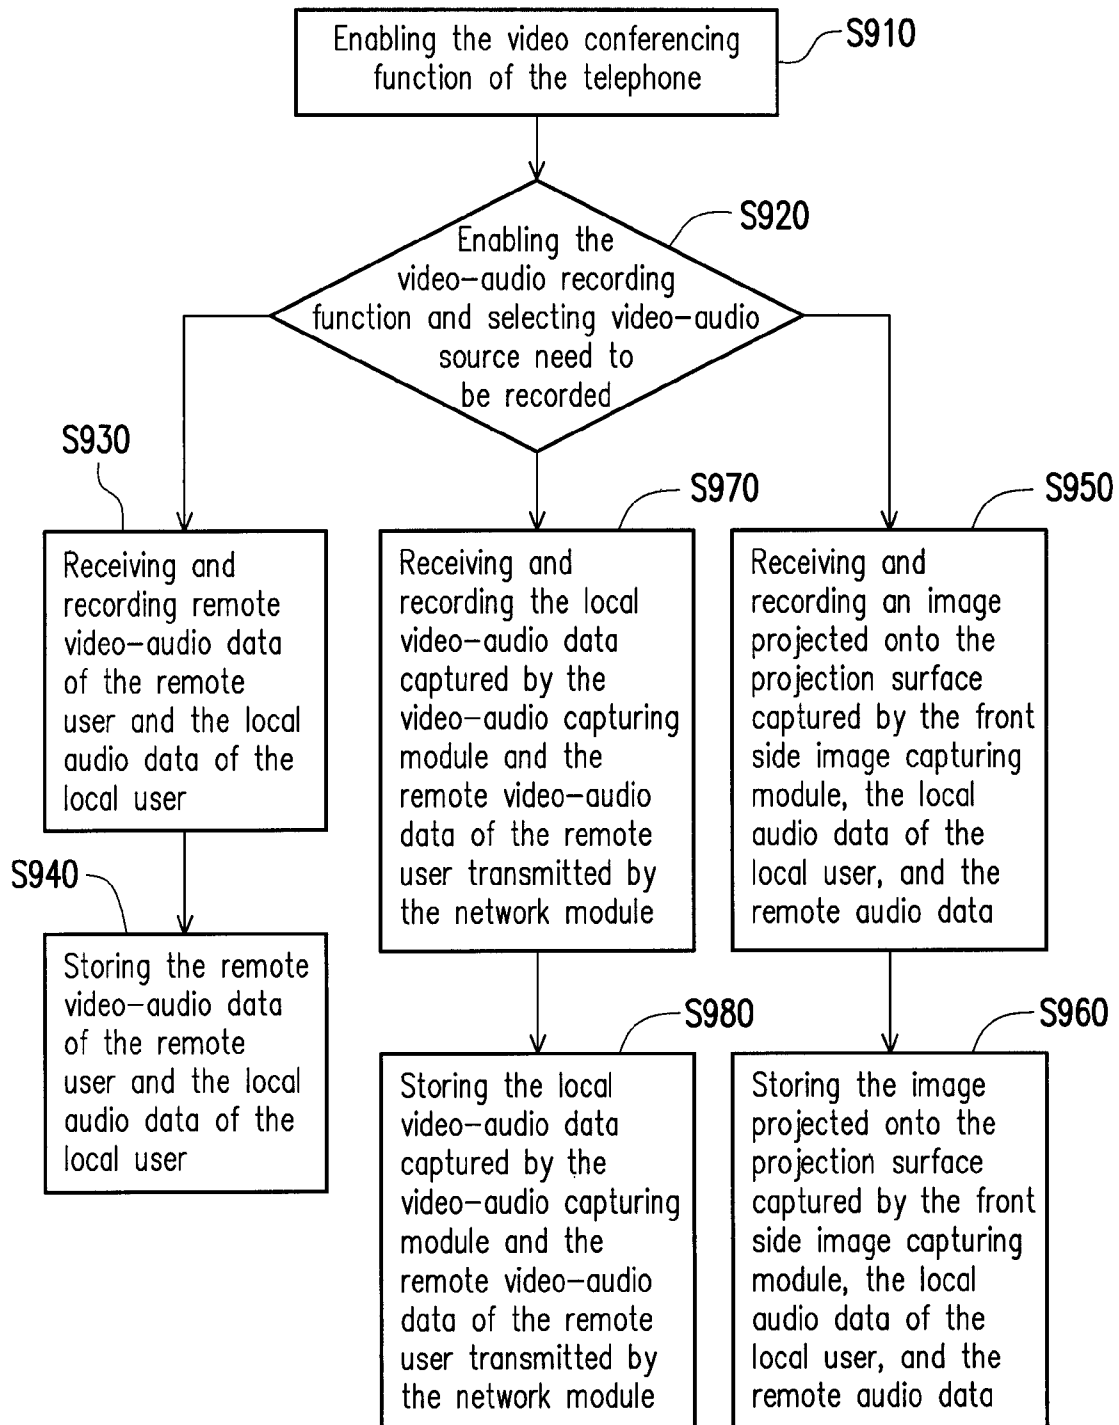 Enabling the video conferencing
function of the telephone
S910
S920
Enabling the
video-audio recording
function and selecting video-audio
source need to
be recorded
S930
Receiving and
recording remote
video-audio data
of the remote
user and the local
audio data of the
local user
S940
Storing the remote
video-audio data
of the remote
user and the local
audio data of the
local user
S970
Receiving and
recording the local
video-audio data
captured by the
video-audio capturing
module and the
remote video-audio
data of the remote
user transmitted by
the network module
S980
Storing the local
video-audio data
captured by the
video-audio capturing
module and the
remote video-audio
data of the remote
user transmitted by
the network module
S950
Receiving and
recording an image
projected onto the
projection surface
captured by the front
side image capturing
module, the local
audio data of the
local user, and the
remote audio data
S960
Storing the image
projected onto the
projection surface
captured by the front
side image capturing
module, the local
audio data of the
local user, and the
remote audio data